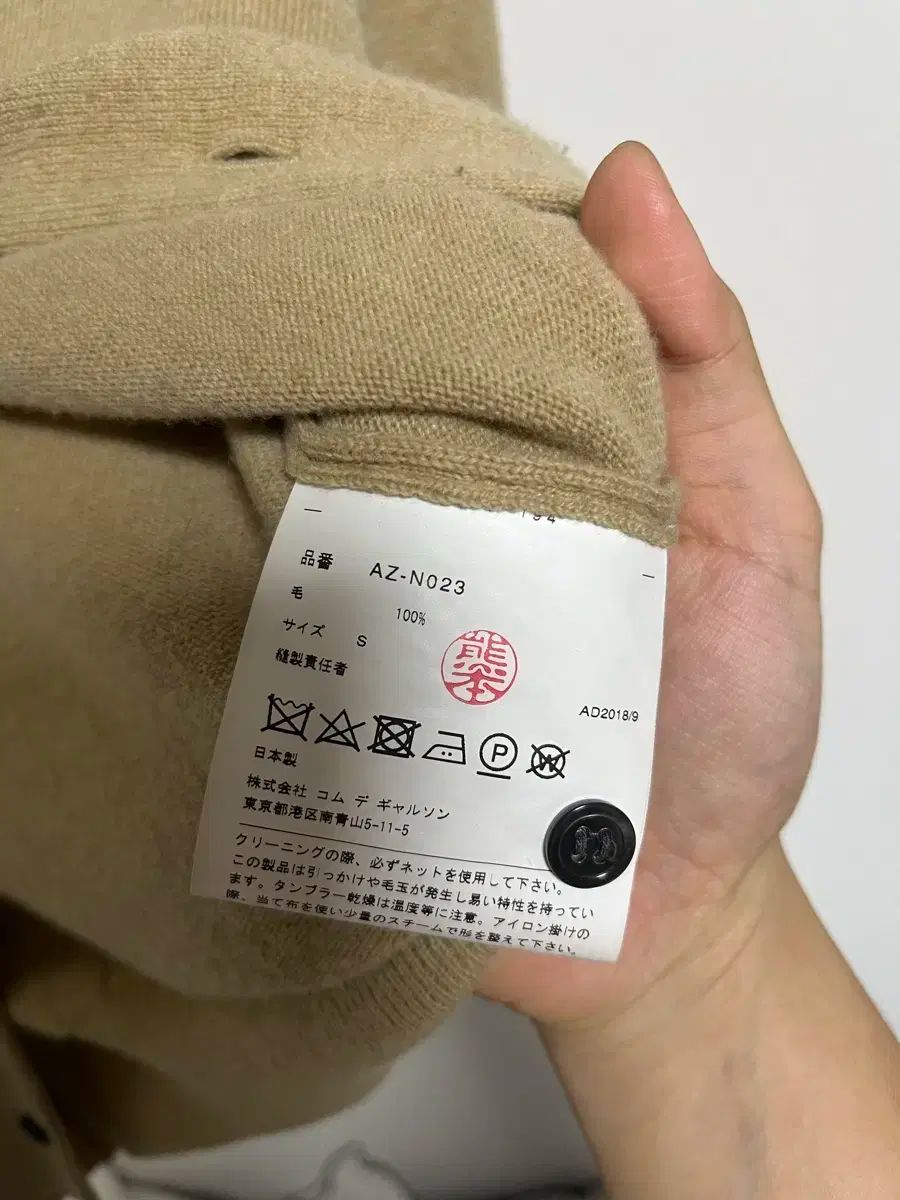 194
品番 AZ-N023
毛 100%
サイズ S
縫製責任者 熊本
AD2018/9
P W
日本製
株式会社 コム デ ギャルソン
東京都港区南青山5-11-5
クリーニングの際、必ずネットを使用して下さい。
この製品は引っかけや毛玉が発生し易い特性を持ってい
ます。タンブラー乾燥は温度等に注意。アイロン掛けの
際、当て布を使い少量のスチームで形を整えて下さい。